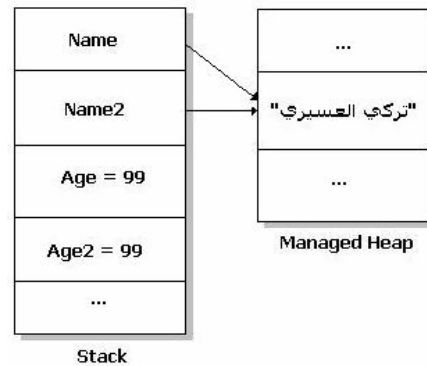 Name
Name2
Age = 99
Age2 = 99
...
Stack
...
"تركي العسيري"
...
Managed Heap